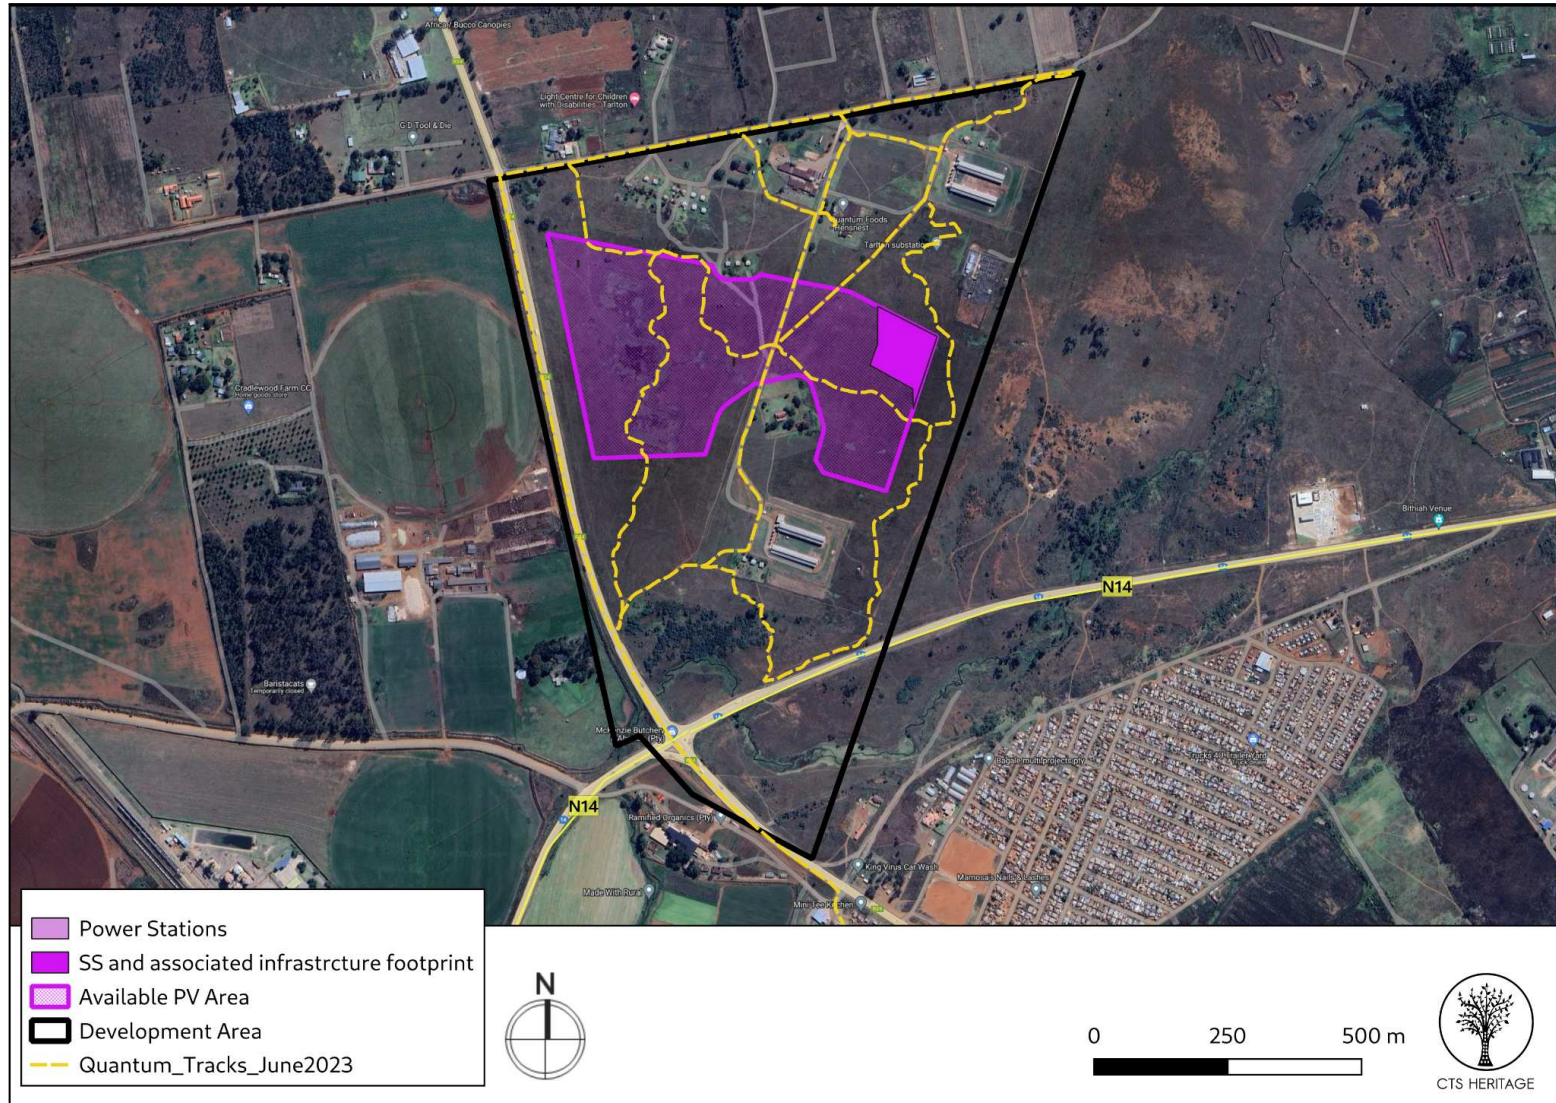 Africa / Bucco Canopies
Light Centre for Children
with Disabilities - Tarlton
G D Tool & Die
Quantum Foods
Hensnest
Tarlton substation
Cradlewood Farm CC
Home goods store
Bithiah Venue
N14
Baristacats
Temporarily closed
McKenzie Butchery
(Pty)
Bagale multi projects pty
N14
Ramified Organics (Pty)
King Virus Car Wash
Made With Rural
Mamosa's Nails & Lashes
Mini Tee Kitchen
Power Stations
SS and associated infrastrcture footprint
Available PV Area
Development Area
Quantum_Tracks_June2023
N
0 250 500 m
CTS HERITAGE